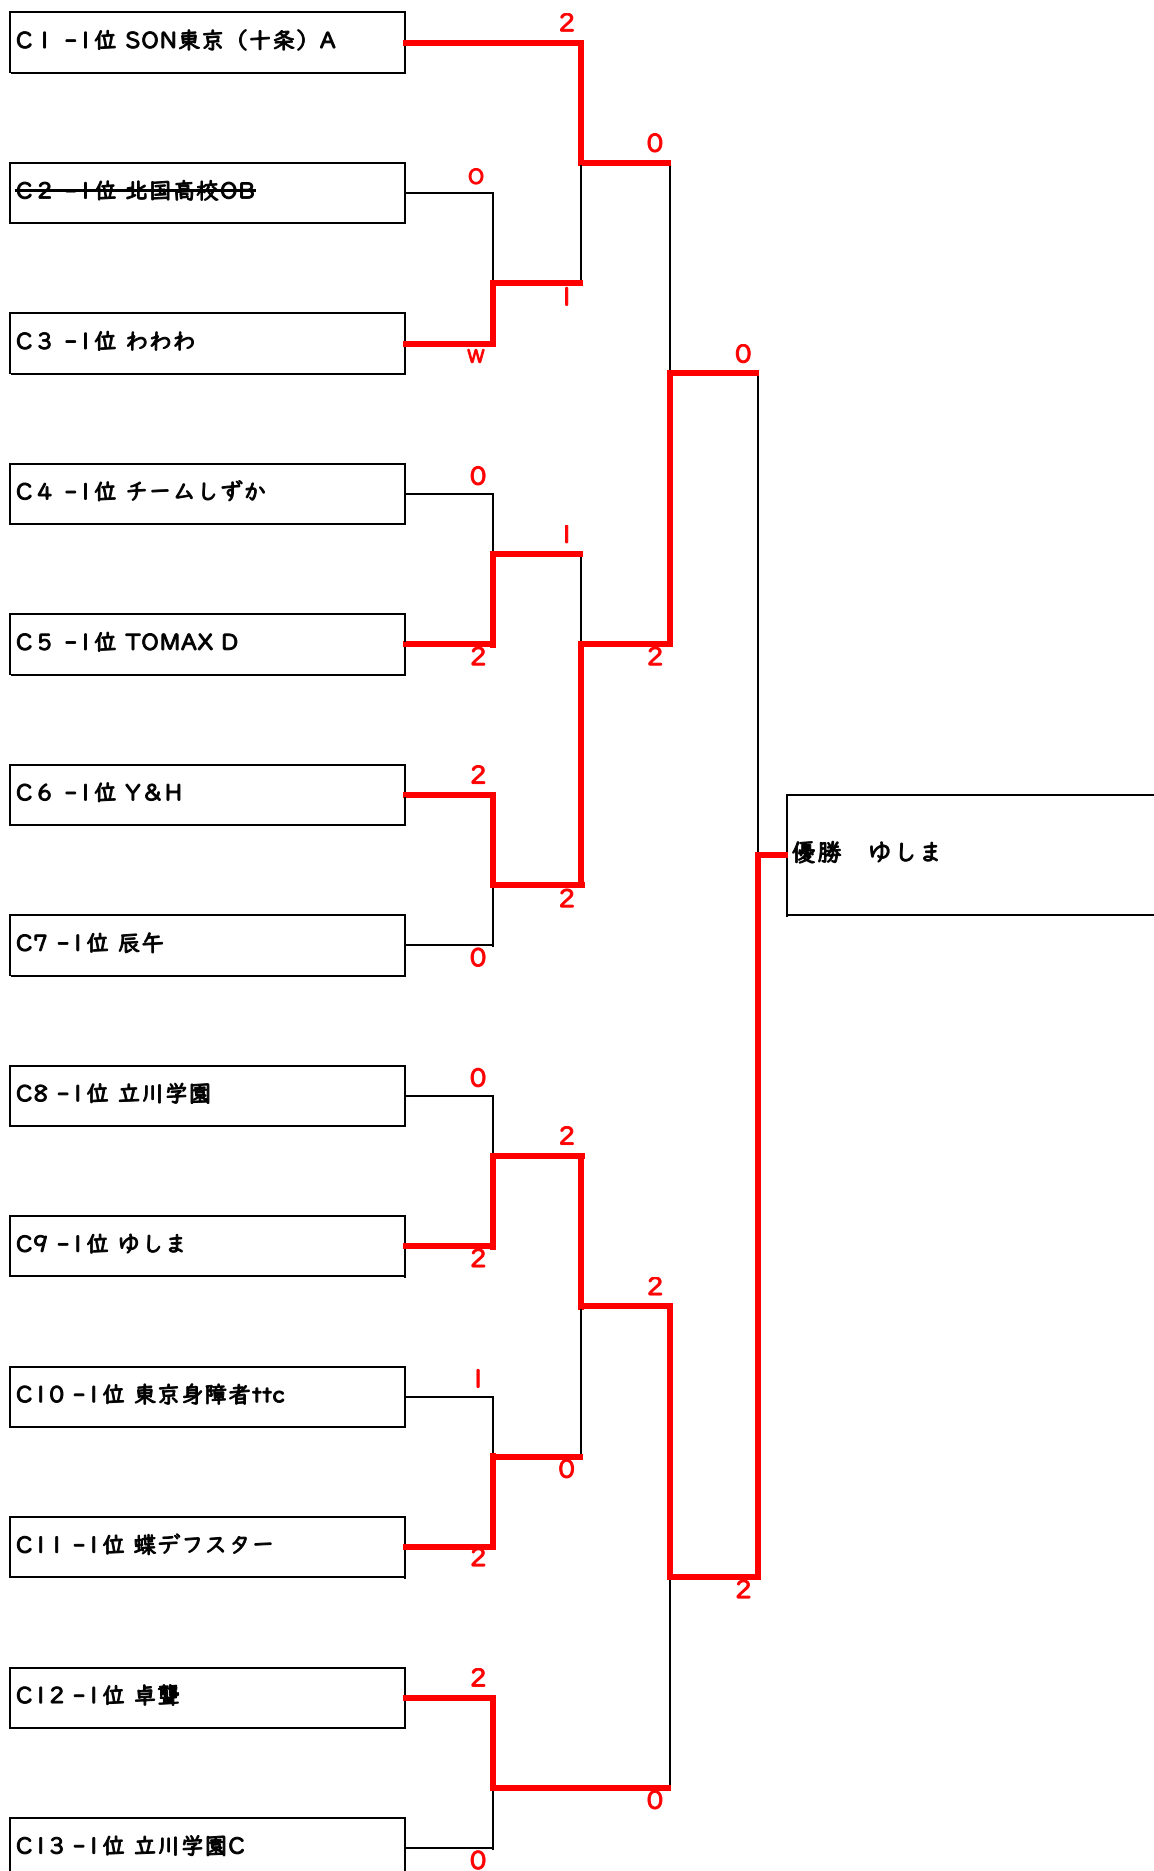 C1 -1位 SON東京（十条）A
2
0
C2 -1位 北国高校OB
0
1
C3 -1位 わわわ
w
0
C4 -1位 チームしずか
0
1
C5 -1位 TOMAX D
2
2
C6 -1位 Y&H
2
2
優勝　ゆしま
C7 -1位 辰午
0
C8 -1位 立川学園
0
2
C9 -1位 ゆしま
2
2
C10 -1位 東京身障者ttc
1
0
C11 -1位 蝶デフスター
2
2
C12 -1位 卓聾
2
0
C13 -1位 立川学園C
0